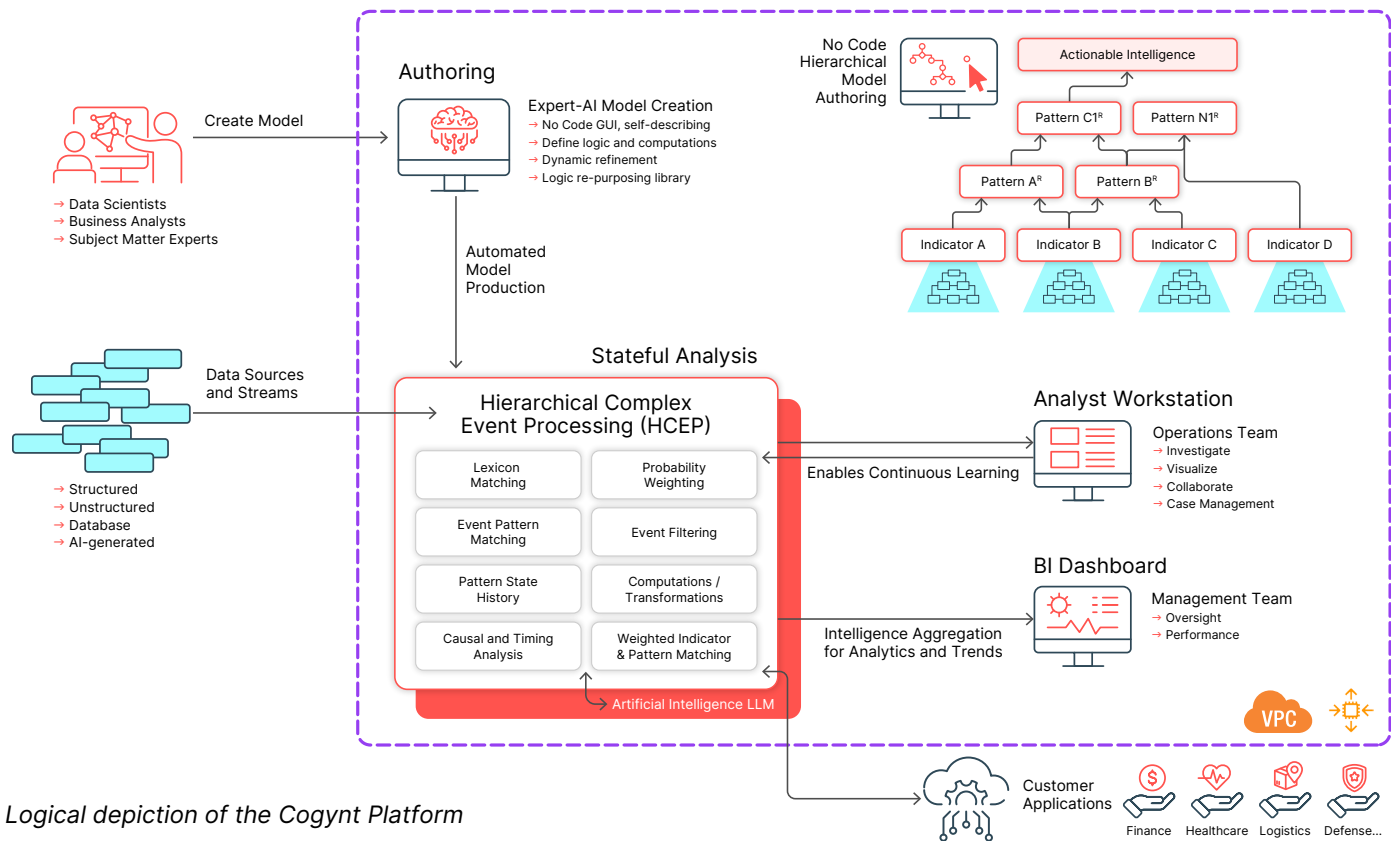 Authoring
Create Model
Expert-AI Model Creation
→ No Code GUI, self-describing
→ Define logic and computations
→ Dynamic refinement
→ Logic re-purposing library
→ Data Scientists
→ Business Analysts
→ Subject Matter Experts
Automated
Model
Production
No Code
Hierarchical
Model
Authoring
Actionable Intelligence
Pattern C1ᴿ
Pattern N1ᴿ
Pattern Aᴿ
Pattern Bᴿ
Indicator A
Indicator B
Indicator C
Indicator D
Data Sources
and Streams
→ Structured
→ Unstructured
→ Database
→ AI-generated
Stateful Analysis
Hierarchical Complex
Event Processing (HCEP)
Lexicon
Matching
Probability
Weighting
Event Pattern
Matching
Event Filtering
Pattern State
History
Computations /
Transformations
Causal and Timing
Analysis
Weighted Indicator
& Pattern Matching
Artificial Intelligence LLM
Enables Continuous Learning
Analyst Workstation
Operations Team
→ Investigate
→ Visualize
→ Collaborate
→ Case Management
Intelligence Aggregation
for Analytics and Trends
BI Dashboard
Management Team
→ Oversight
→ Performance
VPC
Customer
Applications
$
Finance
Healthcare
Logistics
Defense...
Logical depiction of the Cogynt Platform